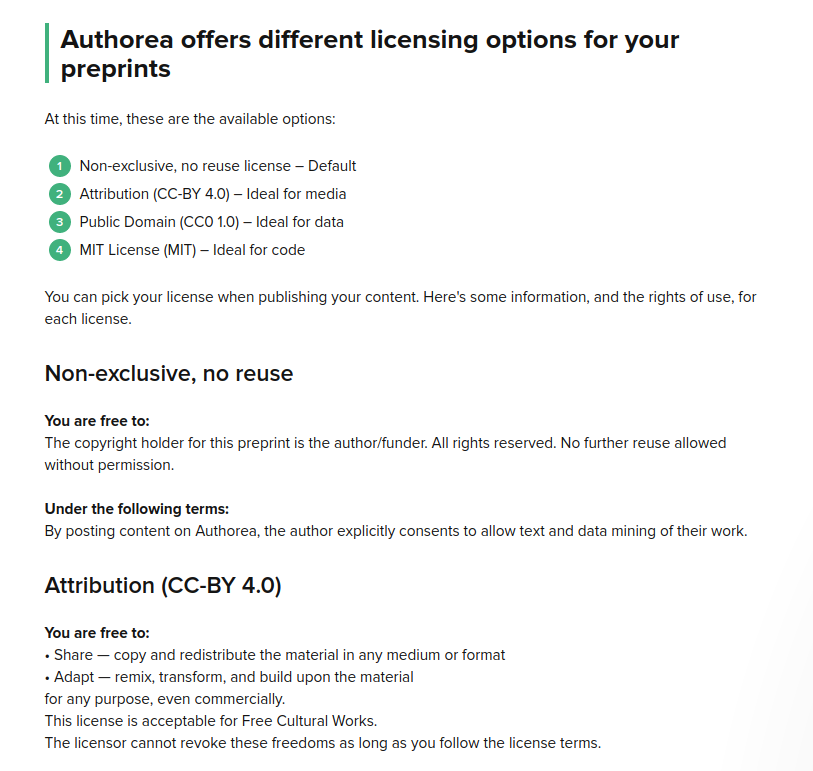 Authorea offers different licensing options for your
preprints
At this time, these are the available options:
1 Non-exclusive, no reuse license – Default
2 Attribution (CC-BY 4.0) – Ideal for media
3 Public Domain (CC0 1.0) – Ideal for data
4 MIT License (MIT) – Ideal for code
You can pick your license when publishing your content. Here's some information, and the rights of use, for
each license.
Non-exclusive, no reuse
You are free to:
The copyright holder for this preprint is the author/funder. All rights reserved. No further reuse allowed
without permission.
Under the following terms:
By posting content on Authorea, the author explicitly consents to allow text and data mining of their work.
Attribution (CC-BY 4.0)
You are free to:
• Share — copy and redistribute the material in any medium or format
• Adapt — remix, transform, and build upon the material
for any purpose, even commercially.
This license is acceptable for Free Cultural Works.
The licensor cannot revoke these freedoms as long as you follow the license terms.